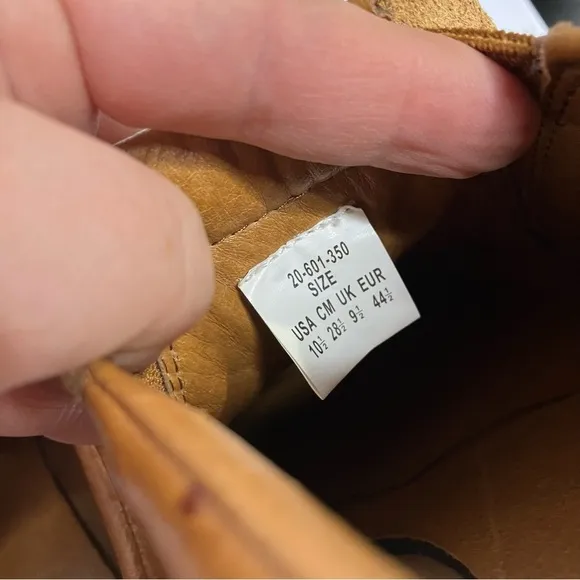 20-601-350
SIZE
USA CM UK EUR
10½ 28½ 9½ 44½